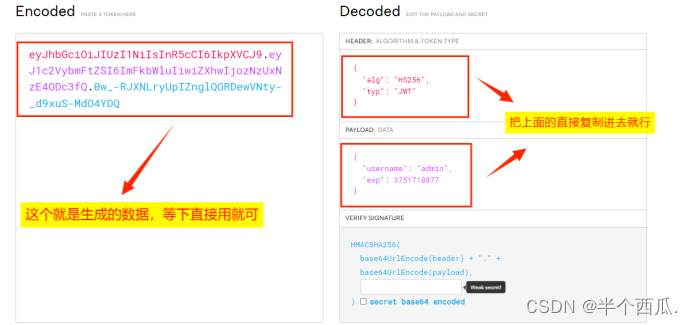 Encoded PASTE A TOKEN HERE
eyJhbGciOiJIUzI1NiIsInR5cCI6IkpXVCJ9.ey
J1c2VybmFtZSI6ImFkbWluIiwiZXhwIjozNzUxN
zE4ODc3fQ.0w_-RJXNLryUpIZnglQGRDewVNty-
_d9xuS-MdO4YDQ
这个就是生成的数据，等下直接用就可
Decoded EDIT THE PAYLOAD AND SECRET
HEADER: ALGORITHM & TOKEN TYPE
{
"alg": "HS256",
"typ": "JWT"
}
把上面的直接复制进去就行
PAYLOAD: DATA
{
"username": "admin",
"exp": 3751718877
}
VERIFY SIGNATURE
HMACSHA256(
base64UrlEncode(header) + "." +
base64UrlEncode(payload),
Weak secret!
) secret base64 encoded
CSDN @半个西瓜.